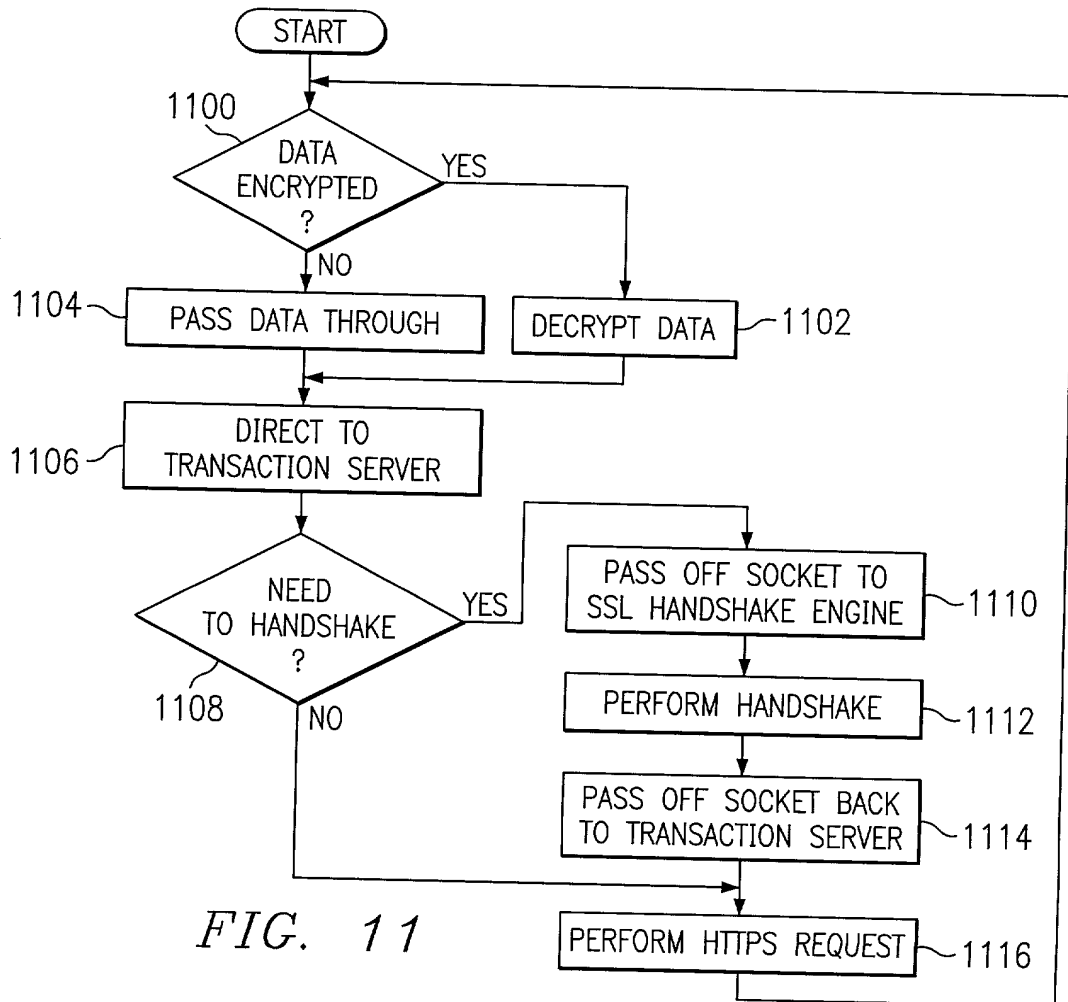 START
1100
DATA
ENCRYPTED
?
YES
NO
1104
PASS DATA THROUGH
DECRYPT DATA
1102
1106
DIRECT TO
TRANSACTION SERVER
NEED
TO HANDSHAKE
?
YES
1108
NO
PASS OFF SOCKET TO
SSL HANDSHAKE ENGINE
1110
PERFORM HANDSHAKE
1112
PASS OFF SOCKET BACK
TO TRANSACTION SERVER
1114
PERFORM HTTPS REQUEST
1116
FIG. 11